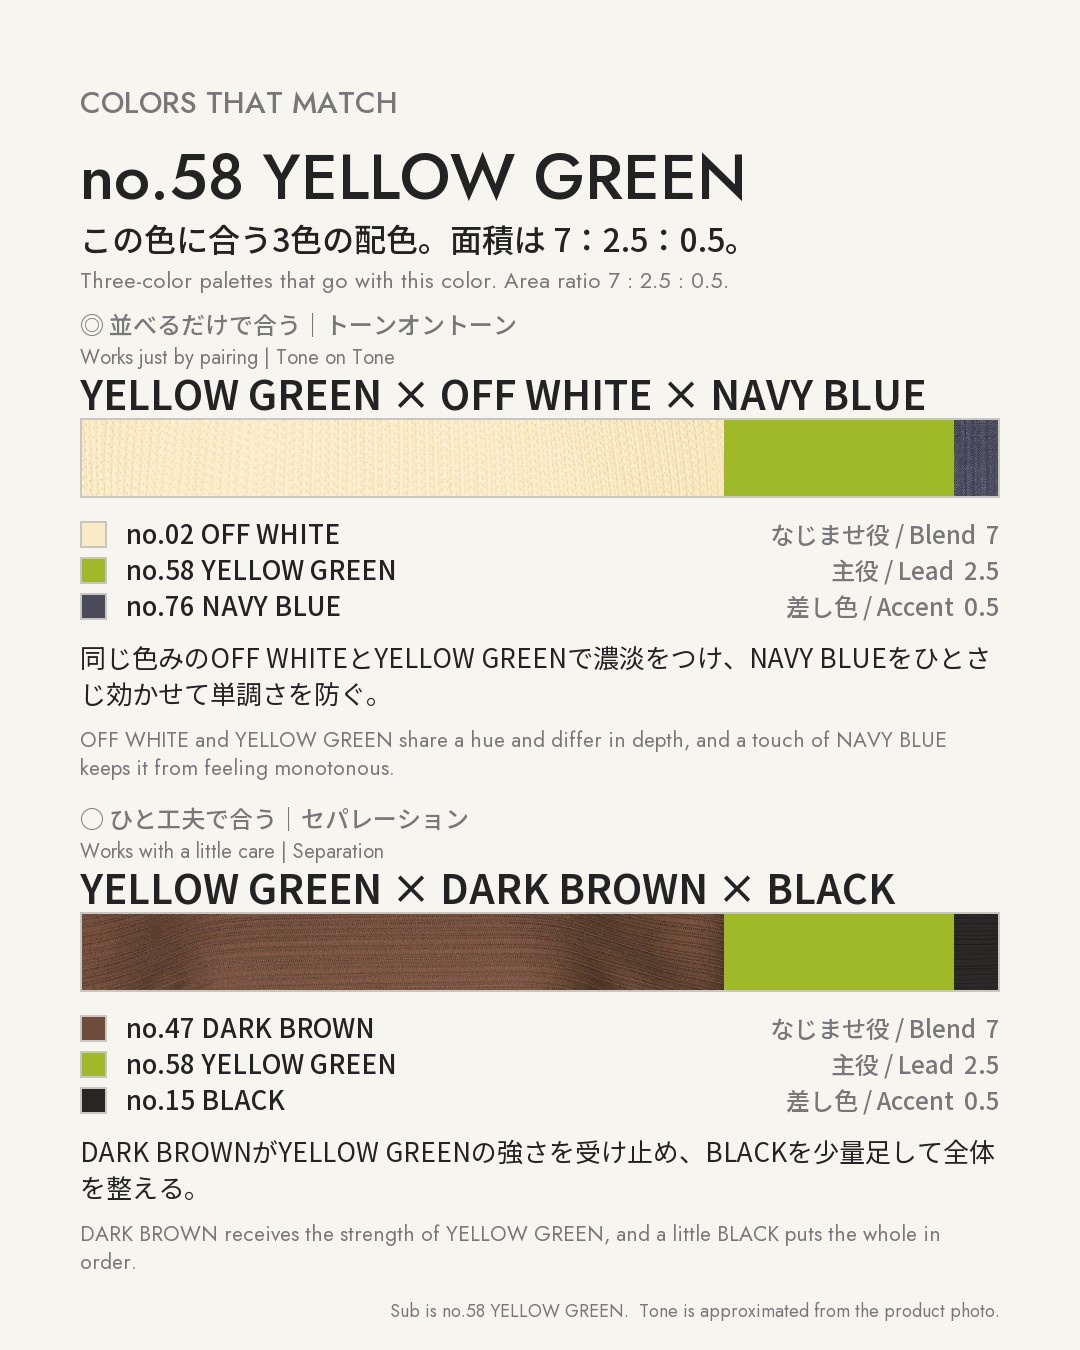 COLORS THAT MATCH
no.58 YELLOW GREEN
この色に合う3色の配色。面積は 7：2.5：0.5。
Three-color palettes that go with this color. Area ratio 7 : 2.5 : 0.5.
◎ 並べるだけで合う｜トーンオントーン
Works just by pairing | Tone on Tone
YELLOW GREEN × OFF WHITE × NAVY BLUE
no.02 OFF WHITE なじませ役 / Blend 7
no.58 YELLOW GREEN 主役 / Lead 2.5
no.76 NAVY BLUE 差し色 / Accent 0.5
同じ色みのOFF WHITEとYELLOW GREENで濃淡をつけ、NAVY BLUEをひとさ
じ効かせて単調さを防ぐ。
OFF WHITE and YELLOW GREEN share a hue and differ in depth, and a touch of NAVY BLUE
keeps it from feeling monotonous.
○ ひと工夫で合う｜セパレーション
Works with a little care | Separation
YELLOW GREEN × DARK BROWN × BLACK
no.47 DARK BROWN なじませ役 / Blend 7
no.58 YELLOW GREEN 主役 / Lead 2.5
no.15 BLACK 差し色 / Accent 0.5
DARK BROWNがYELLOW GREENの強さを受け止め、BLACKを少量足して全体
を整える。
DARK BROWN receives the strength of YELLOW GREEN, and a little BLACK puts the whole in
order.
Sub is no.58 YELLOW GREEN.  Tone is approximated from the product photo.